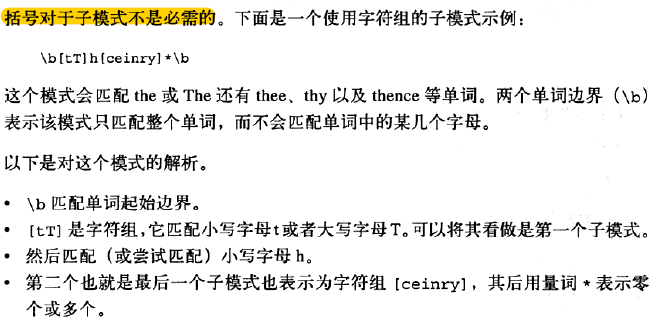 括号对于子模式不是必需的。下面是一个使用字符组的子模式示例：
\b[tT]h[ceinry]*\b
这个模式会匹配 the 或 The 还有 thee、thy 以及 thence 等单词。两个单词边界（\b）
表示该模式只匹配整个单词，而不会匹配单词中的某几个字母。
以下是对这个模式的解析。
• \b 匹配单词起始边界。
• [tT] 是字符组，它匹配小写字母t或者大写字母T。可以将其看做是第一个子模式。
• 然后匹配（或尝试匹配）小写字母 h。
• 第二个也就是最后一个子模式也表示为字符组 [ceinry]，其后用量词 * 表示零
个或多个。